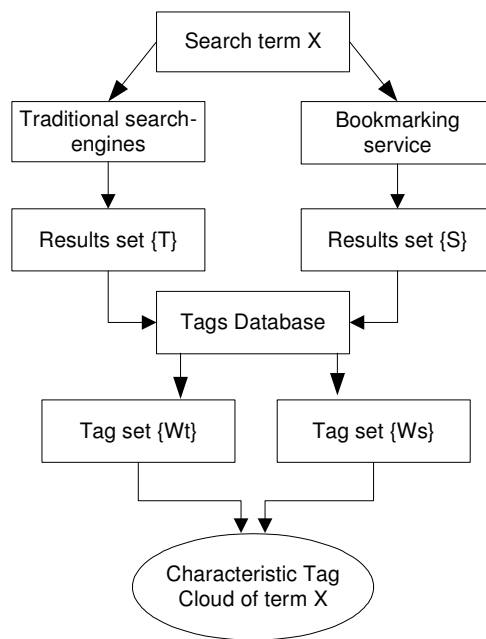 Search term X
Traditional search-
engines
Bookmarking
service
Results set {T}
Results set {S}
Tags Database
Tag set {Wt}
Tag set {Ws}
Characteristic Tag
Cloud of term X